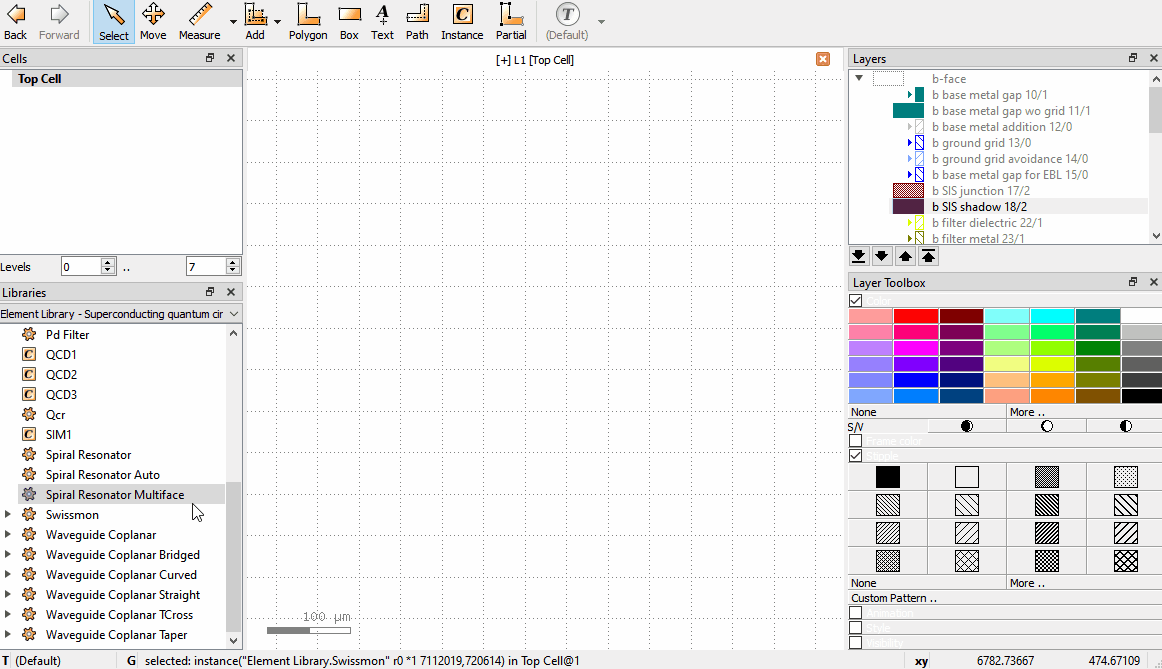 Back Forward Select Move Measure Add Polygon Box Text Path Instance Partial (Default)
Cells
Top Cell
Levels 0 .. 7
Libraries
Element Library - Superconducting quantum cir
Pd Filter
QCD1
QCD2
QCD3
Qcr
SIM1
Spiral Resonator
Spiral Resonator Auto
Spiral Resonator Multiface
Swissmon
Waveguide Coplanar
Waveguide Coplanar Bridged
Waveguide Coplanar Curved
Waveguide Coplanar Straight
Waveguide Coplanar TCross
Waveguide Coplanar Taper
[+] L1 [Top Cell]
100 µm
Layers
b-face
b base metal gap 10/1
b base metal gap wo grid 11/1
b base metal addition 12/0
b ground grid 13/0
b ground grid avoidance 14/0
b base metal gap for EBL 15/0
b SIS junction 17/2
b SIS shadow 18/2
b filter dielectric 22/1
b filter metal 23/1
Layer Toolbox
Color
None More ..
S/V
Frame color
Stipple
None More ..
Custom Pattern ..
Animation
Style
Visibility
T (Default) G selected: instance("Element Library.Swissmon" r0 *1 7112019,720614) in Top Cell@1 xy 6782.73667 474.67109